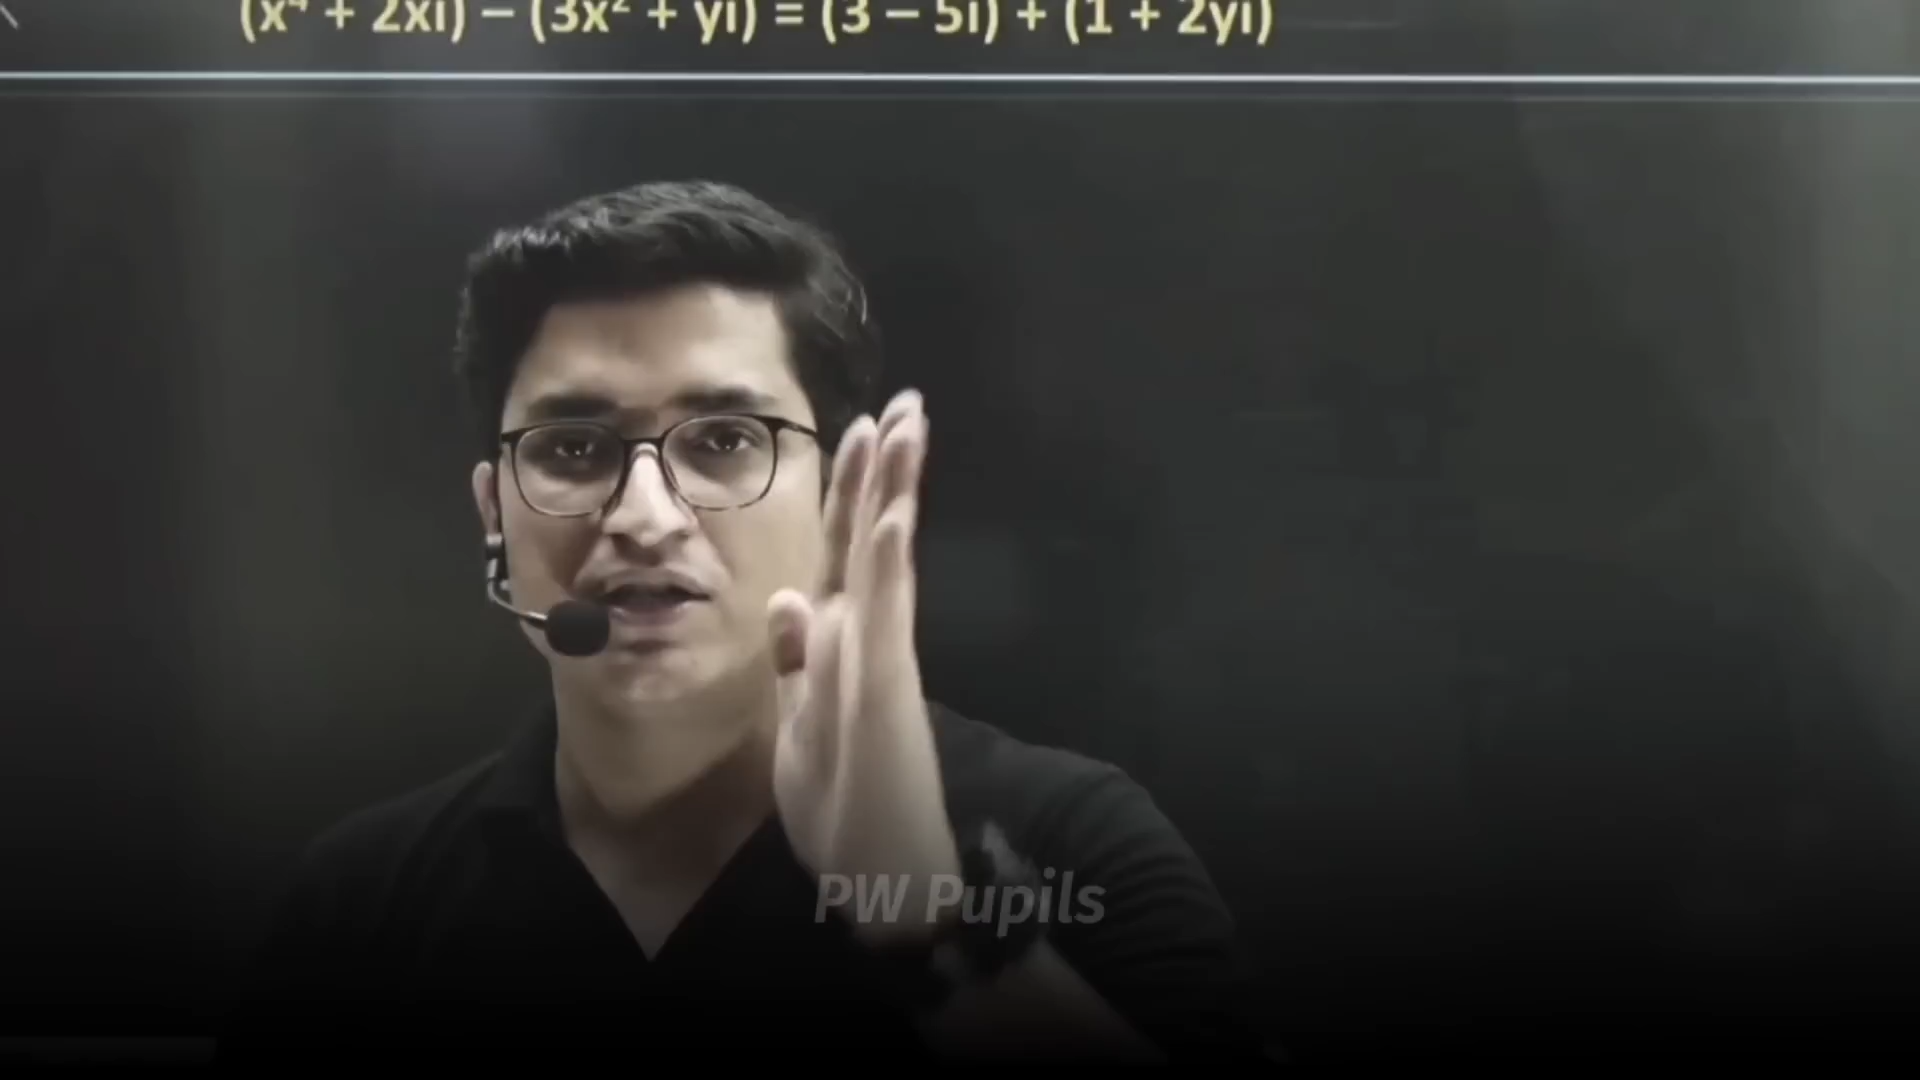 (x⁴ + 2xi) – (3x² + yi) = (3 – 5i) + (1 + 2yi)
PW Pupils